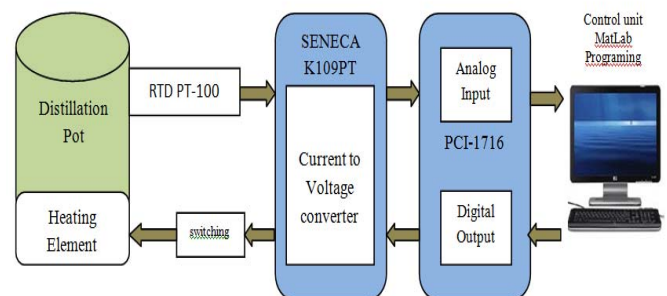 Distillation
Pot
Heating
Element
RTD PT-100
switching
SENECA
K109PT
Current to
Voltage
converter
PCI-1716
Analog
Input
Digital
Output
Control unit
MatLab
Programing